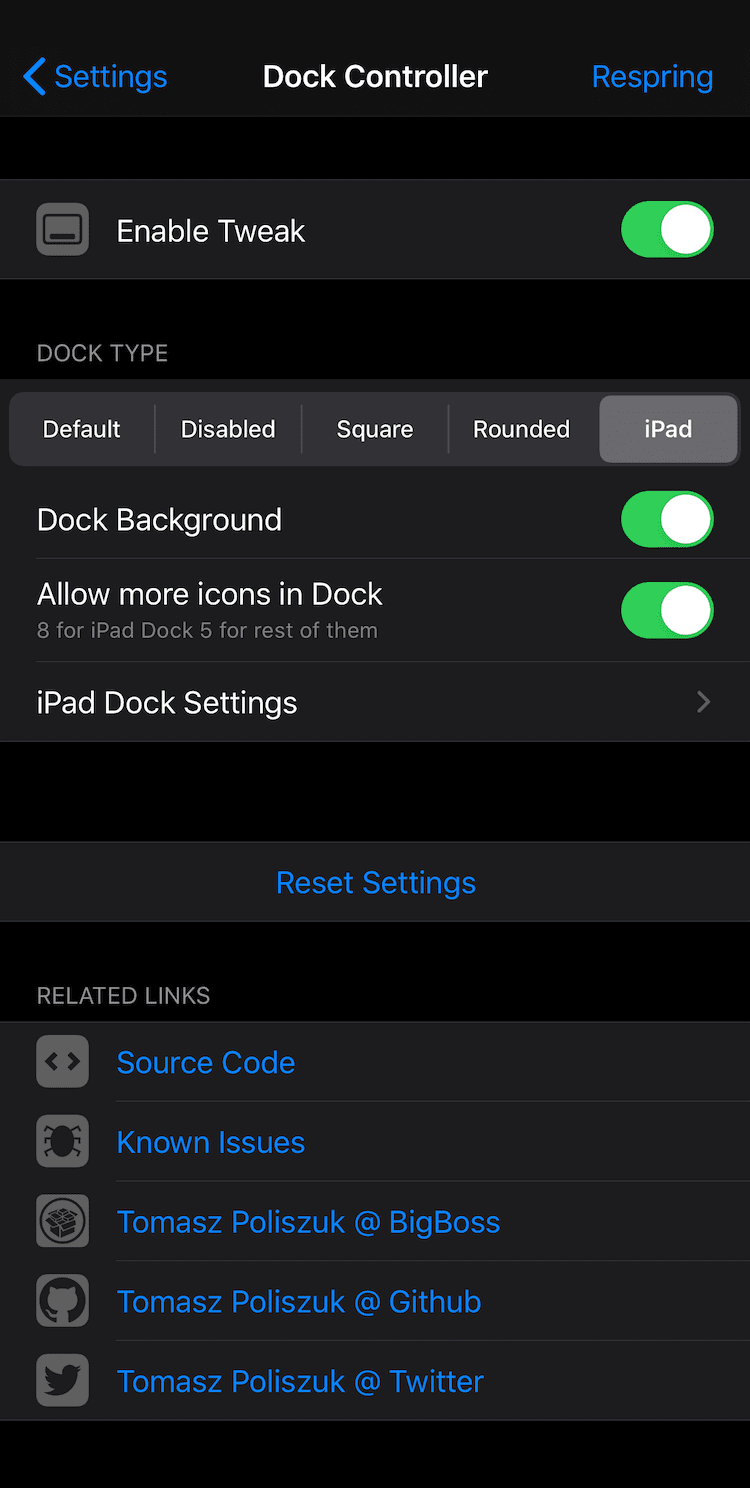 Settings Dock Controller Respring
Enable Tweak
DOCK TYPE
Default Disabled Square Rounded iPad
Dock Background
Allow more icons in Dock
8 for iPad Dock 5 for rest of them
iPad Dock Settings
Reset Settings
RELATED LINKS
Source Code
Known Issues
Tomasz Poliszuk @ BigBoss
Tomasz Poliszuk @ Github
Tomasz Poliszuk @ Twitter